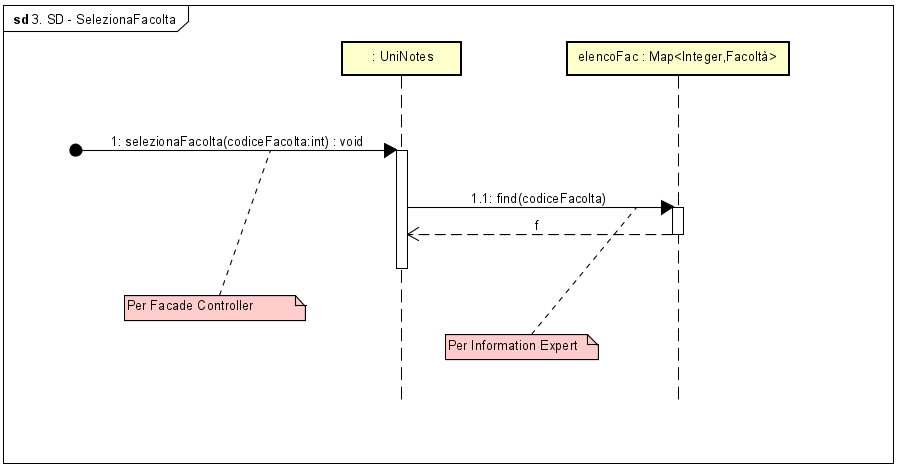 sd 3. SD - SelezionaFacolta
: UniNotes
elencoFac : Map<Integer,Facoltà>
1: selezionaFacolta(codiceFacolta:int) : void
1.1: find(codiceFacolta)
f
Per Facade Controller
Per Information Expert